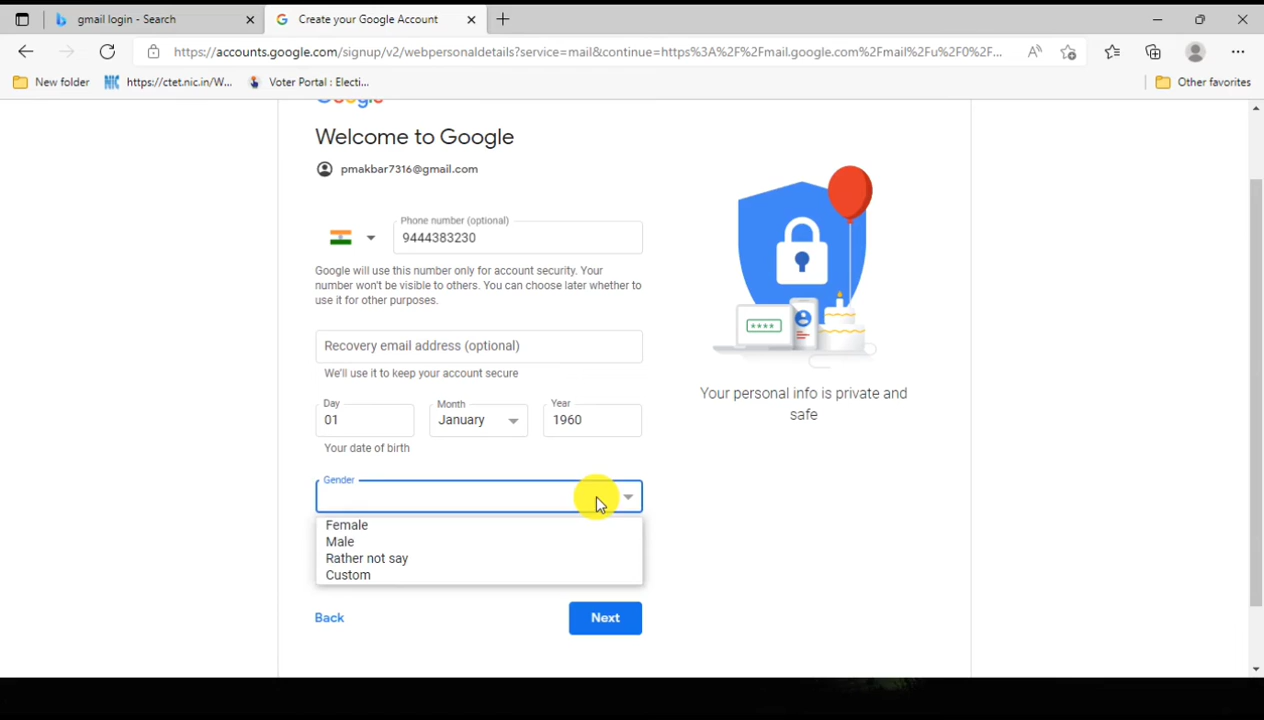 gmail login - Search
Create your Google Account
https://accounts.google.com/signup/v2/webpersonaldetails?service=mail&continue=https%3A%2F%2Fmail.google.com%2Fmail%2Fu%2F0%2F...
New folder
NIC
https://ctet.nic.in/W...
Voter Portal : Electi...
Other favorites
Google
Welcome to Google
pmakbar7316@gmail.com
Phone number (optional)
9444383230
Google will use this number only for account security. Your
number won't be visible to others. You can choose later whether to
use it for other purposes.
Recovery email address (optional)
We'll use it to keep your account secure
Day
01
Month
January
Year
1960
Your date of birth
Gender
Female
Male
Rather not say
Custom
Back
Next
****
Your personal info is private and
safe